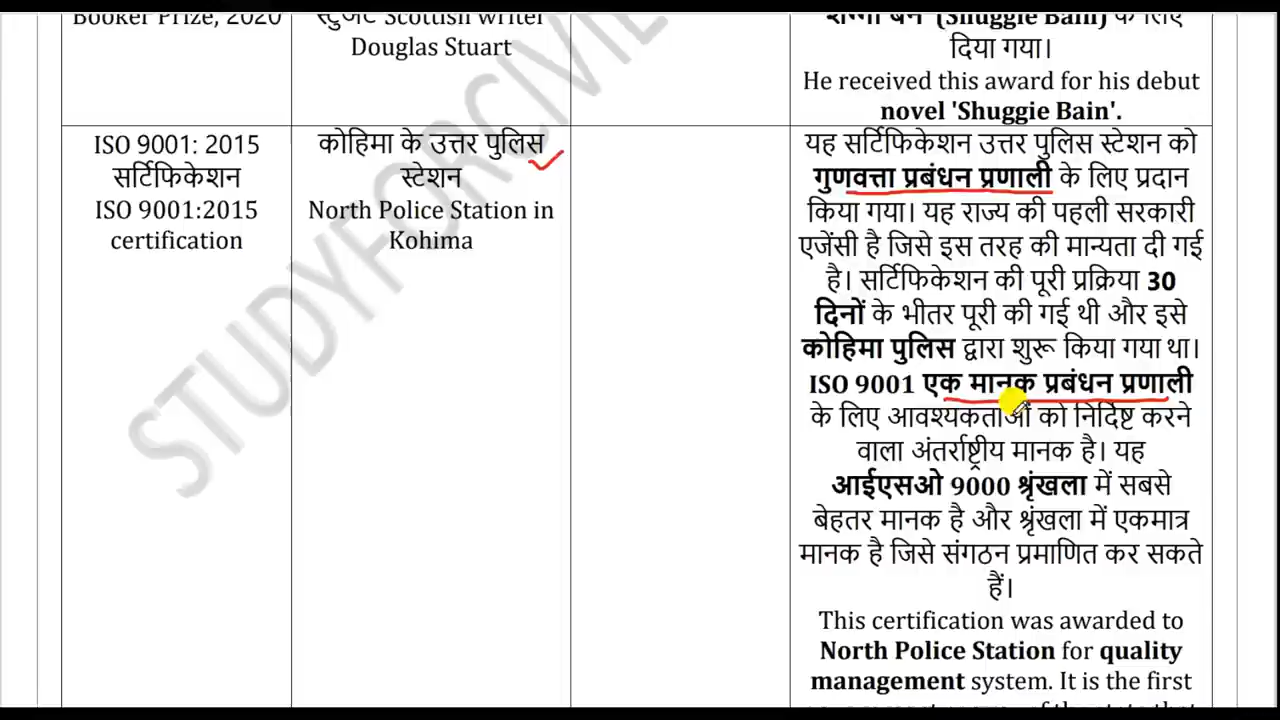 Booker Prize, 2020
स्टुअर्ट Scottish writer
Douglas Stuart
शग्गी बेन (Shuggie Bain) के लिए
दिया गया।
He received this award for his debut
novel 'Shuggie Bain'.
ISO 9001: 2015
सर्टिफिकेशन
ISO 9001:2015
certification
कोहिमा के उत्तर पुलिस
स्टेशन
North Police Station in
Kohima
यह सर्टिफिकेशन उत्तर पुलिस स्टेशन को
गुणवत्ता प्रबंधन प्रणाली के लिए प्रदान
किया गया। यह राज्य की पहली सरकारी
एजेंसी है जिसे इस तरह की मान्यता दी गई
है। सर्टिफिकेशन की पूरी प्रक्रिया 30
दिनों के भीतर पूरी की गई थी और इसे
कोहिमा पुलिस द्वारा शुरू किया गया था।
ISO 9001 एक मानक प्रबंधन प्रणाली
के लिए आवश्यकताओं को निर्दिष्ट करने
वाला अंतर्राष्ट्रीय मानक है। यह
आईएसओ 9000 श्रृंखला में सबसे
बेहतर मानक है और श्रृंखला में एकमात्र
मानक है जिसे संगठन प्रमाणित कर सकते
हैं।
This certification was awarded to
North Police Station for quality
management system. It is the first
STUDYFORCIVIL